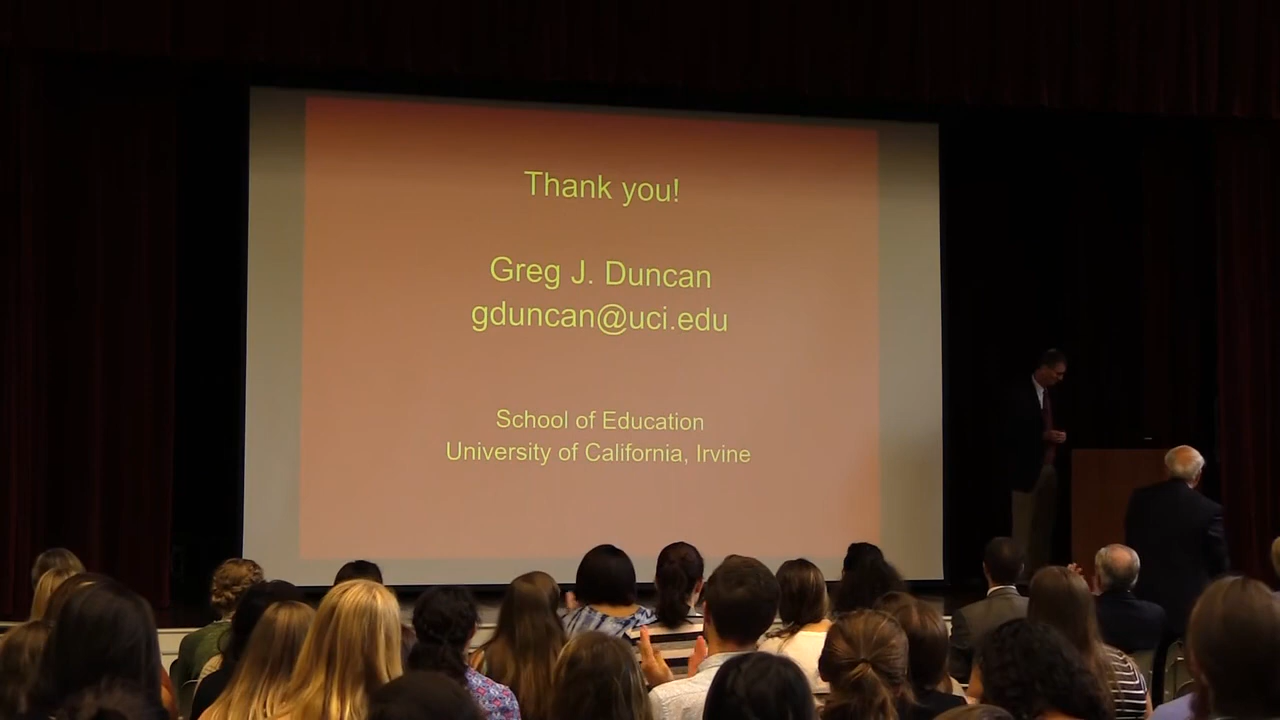 Thank you!
Greg J. Duncan
gduncan@uci.edu
School of Education
University of California, Irvine